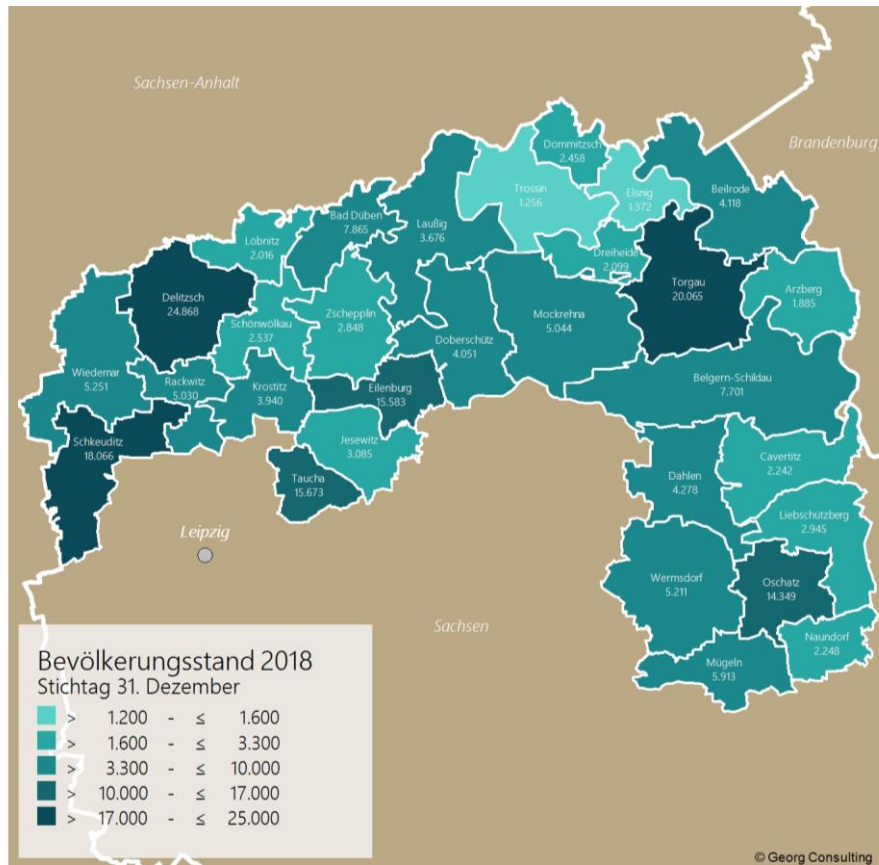 Sachsen-Anhalt
Brandenburg
Dommitzsch
2.458
Trossin
1.256
Elsnig
1.372
Beilrode
4.118
Bad Düben
7.865
Laußig
3.676
Löbnitz
2.016
Dreiheide
2.099
Torgau
20.065
Arzberg
1.885
Delitzsch
24.868
Schönwölkau
2.537
Zschepplin
2.848
Mockrehna
5.044
Doberschütz
4.051
Wiedemar
5.251
Rackwitz
5.030
Krostitz
3.940
Eilenburg
15.583
Belgern-Schildau
7.701
Schkeuditz
18.066
Jesewitz
3.085
Taucha
15.673
Cavertitz
2.242
Dahlen
4.278
Liebschützberg
2.945
Leipzig
Wermsdorf
5.211
Oschatz
14.349
Sachsen
Naundorf
2.248
Mügeln
5.913
Bevölkerungsstand 2018
Stichtag 31. Dezember
> 1.200 - ≤ 1.600
> 1.600 - ≤ 3.300
> 3.300 - ≤ 10.000
> 10.000 - ≤ 17.000
> 17.000 - ≤ 25.000
© Georg Consulting